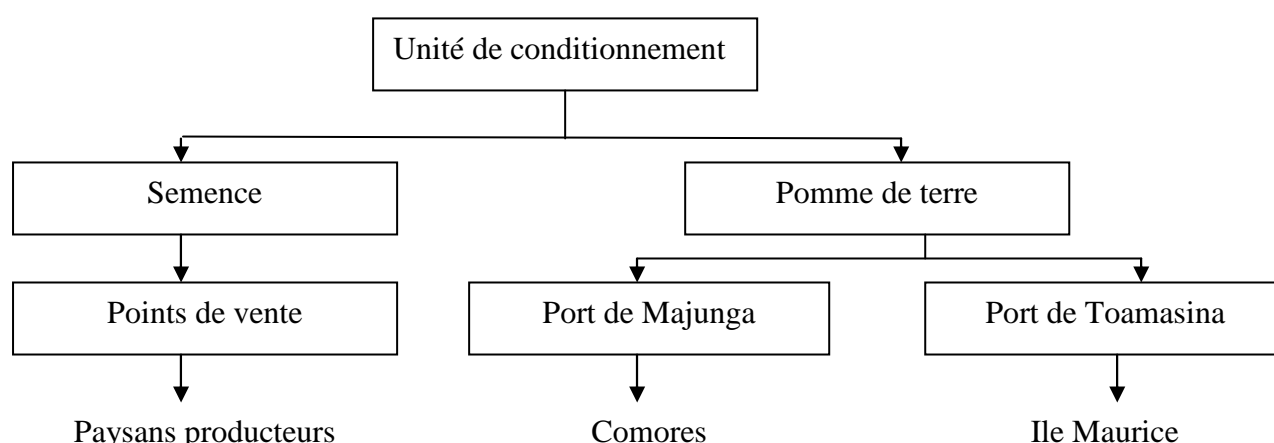 Unité de conditionnement
Semence
Pomme de terre
Points de vente
Port de Majunga
Port de Toamasina
Paysans producteurs
Comores
Ile Maurice